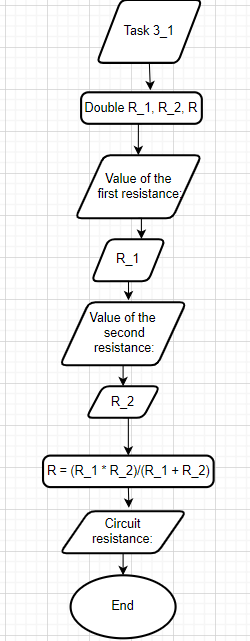 Task 3_1
Double R_1, R_2, R
Value of the
first resistance:
R_1
Value of the
second
resistance:
R_2
R = (R_1 * R_2)/(R_1 + R_2)
Circuit
resistance:
End